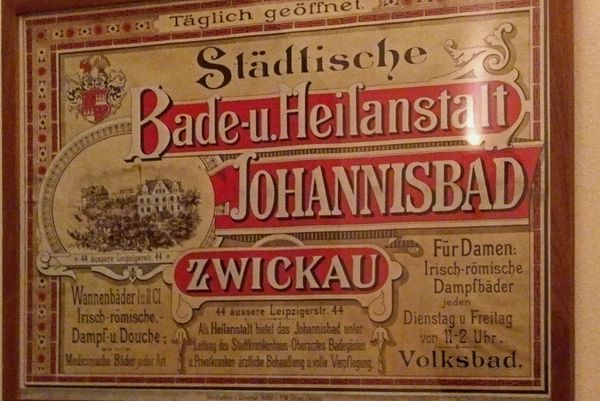 Täglich geöffnet.
Städtische
Bade-u. Heilanstalt
JOHANNISBAD
44 äussere Leipzigerstr. 44
ZWICKAU
Wannenbäder I u. II Cl
Irisch-römische-
Dampf-u Douche-,
Medicinische Bäder jeder Art
44 äussere Leipzigerstr. 44
Als Heilanstalt bietet das Johannisbad unter
Leitung des Stadtkrankenhaus-Oberarztes Badegästen
u Privatkranken ärztliche Behandlung u. volle Verpflegung.
Für Damen:
Irisch-römische
Dampfbäder
jeden
Dienstag u Freitag
von 11-2 Uhr.
Volksbad.